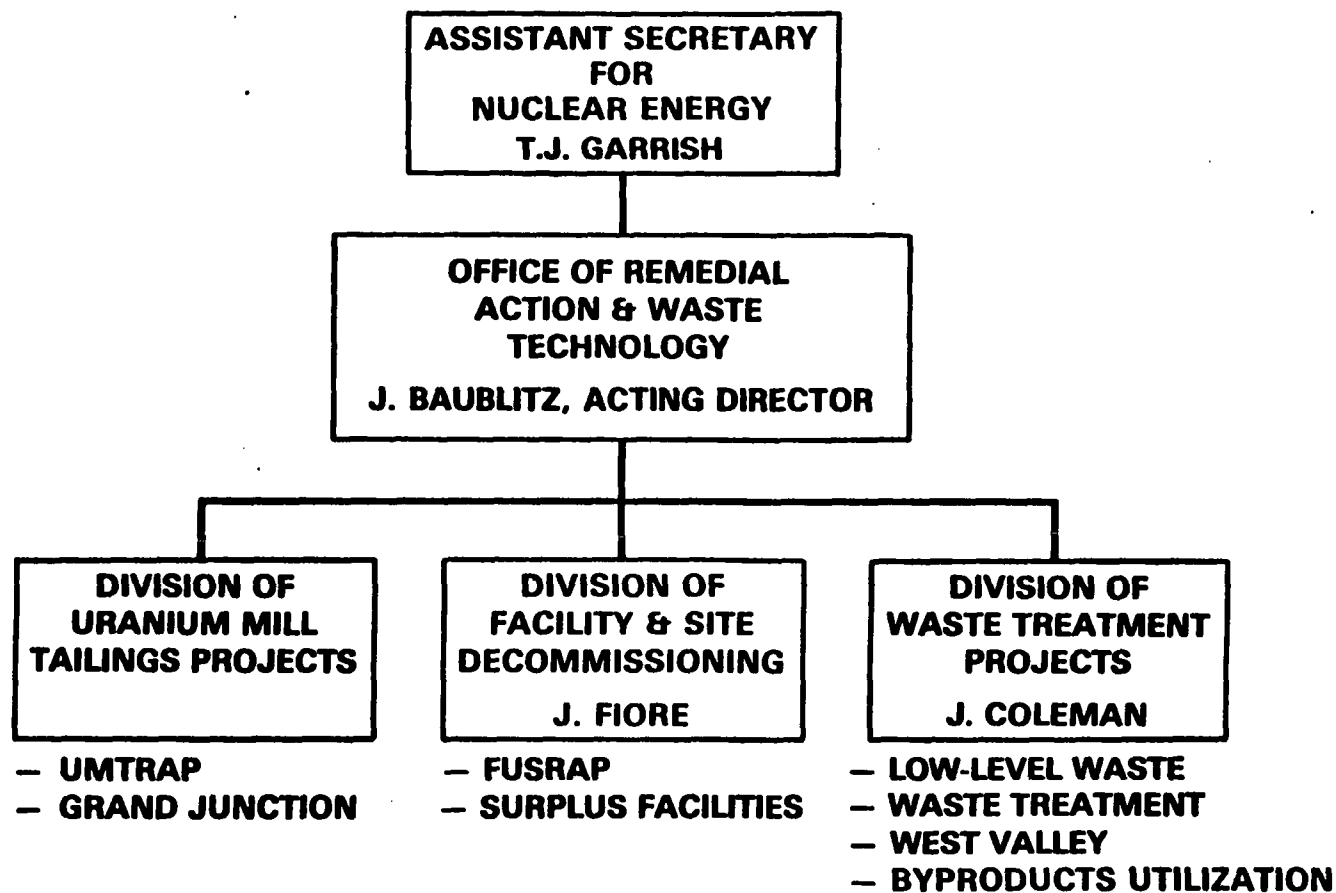 ASSISTANT SECRETARY
FOR
NUCLEAR ENERGY
T.J. GARRISH
OFFICE OF REMEDIAL
ACTION & WASTE
TECHNOLOGY
J. BAUBLITZ, ACTING DIRECTOR
DIVISION OF
URANIUM MILL
TAILINGS PROJECTS
– UMTRAP
– GRAND JUNCTION
DIVISION OF
FACILITY & SITE
DECOMMISSIONING
J. FIORE
– FUSRAP
– SURPLUS FACILITIES
DIVISION OF
WASTE TREATMENT
PROJECTS
J. COLEMAN
– LOW-LEVEL WASTE
– WASTE TREATMENT
– WEST VALLEY
– BYPRODUCTS UTILIZATION